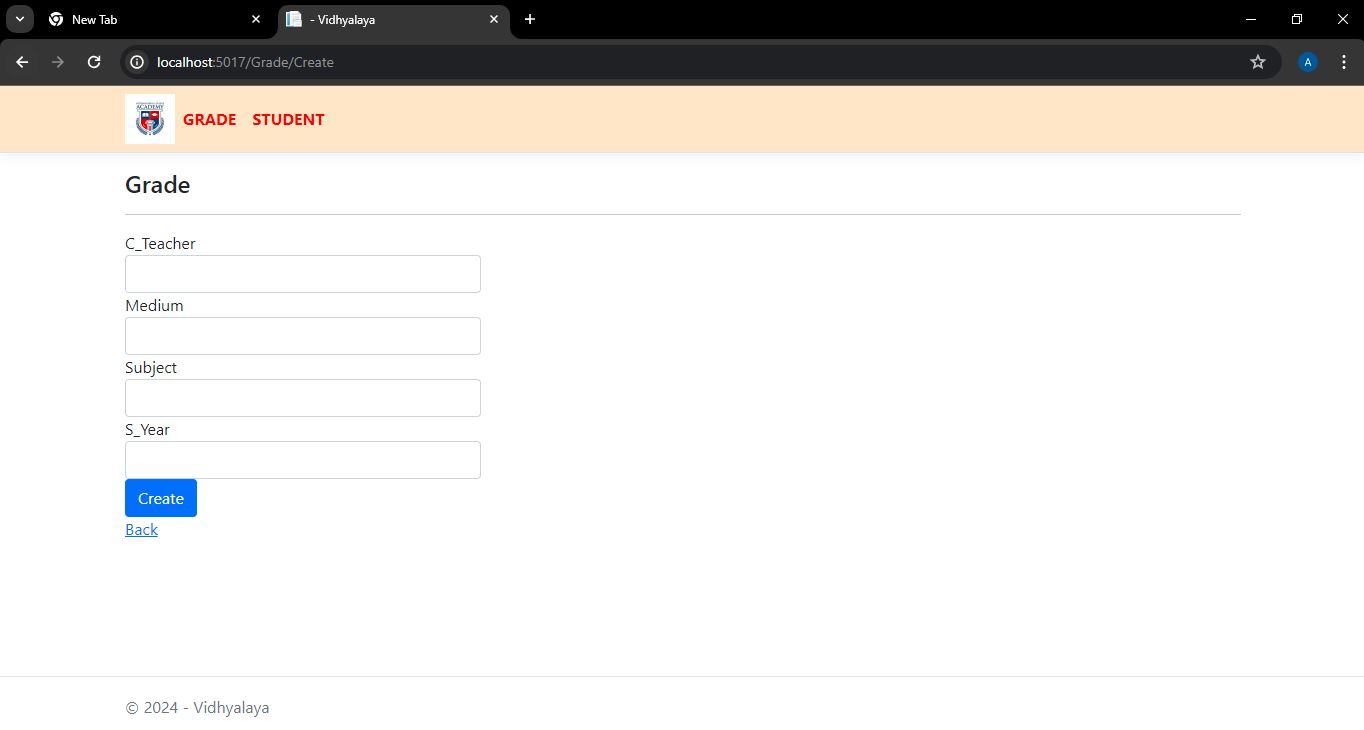 New Tab
- Vidhyalaya
localhost:5017/Grade/Create
A
ACADEMY
GRADE STUDENT
Grade
C_Teacher
Medium
Subject
S_Year
Create
Back
© 2024 - Vidhyalaya